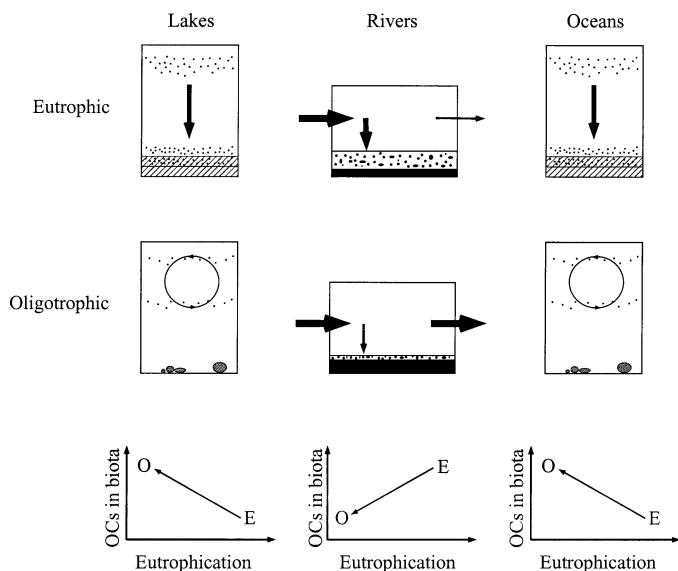 Lakes Rivers Oceans
Eutrophic
Oligotrophic
OCs in biota
O
E
Eutrophication
OCs in biota
O
E
Eutrophication
OCs in biota
O
E
Eutrophication